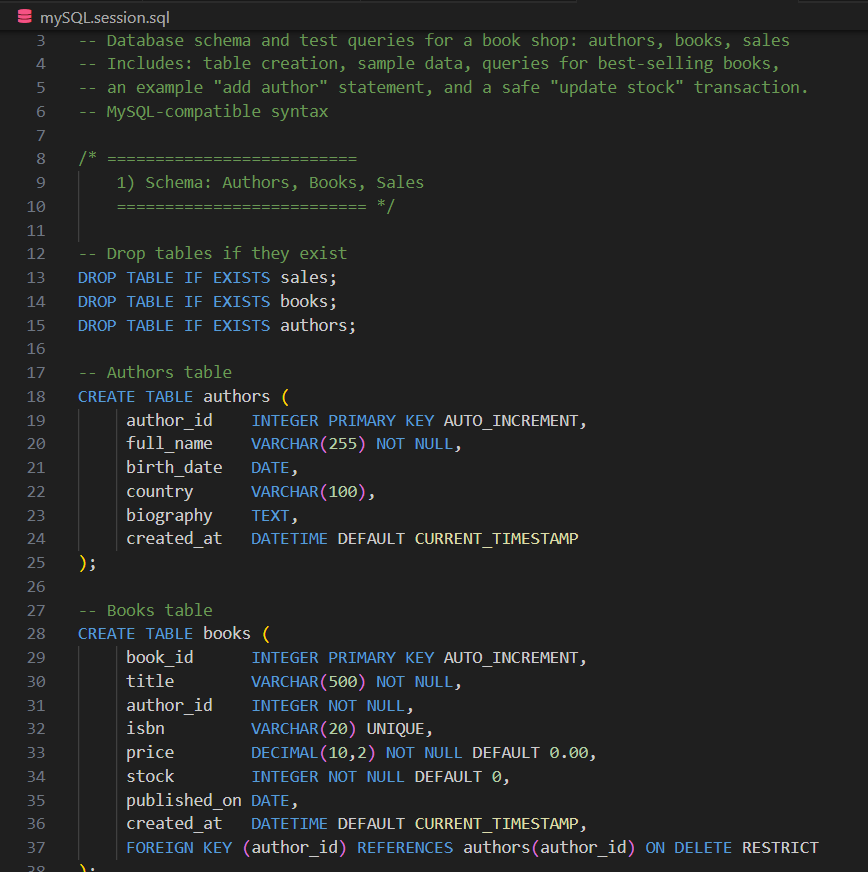 mySQL.session.sql
3 -- Database schema and test queries for a book shop: authors, books, sales
4 -- Includes: table creation, sample data, queries for best-selling books,
5 -- an example "add author" statement, and a safe "update stock" transaction.
6 -- MySQL-compatible syntax
7
8 /* ==========================
9 1) Schema: Authors, Books, Sales
10 ========================== */
11
12 -- Drop tables if they exist
13 DROP TABLE IF EXISTS sales;
14 DROP TABLE IF EXISTS books;
15 DROP TABLE IF EXISTS authors;
16
17 -- Authors table
18 CREATE TABLE authors (
19 author_id INTEGER PRIMARY KEY AUTO_INCREMENT,
20 full_name VARCHAR(255) NOT NULL,
21 birth_date DATE,
22 country VARCHAR(100),
23 biography TEXT,
24 created_at DATETIME DEFAULT CURRENT_TIMESTAMP
25 );
26
27 -- Books table
28 CREATE TABLE books (
29 book_id INTEGER PRIMARY KEY AUTO_INCREMENT,
30 title VARCHAR(500) NOT NULL,
31 author_id INTEGER NOT NULL,
32 isbn VARCHAR(20) UNIQUE,
33 price DECIMAL(10,2) NOT NULL DEFAULT 0.00,
34 stock INTEGER NOT NULL DEFAULT 0,
35 published_on DATE,
36 created_at DATETIME DEFAULT CURRENT_TIMESTAMP,
37 FOREIGN KEY (author_id) REFERENCES authors(author_id) ON DELETE RESTRICT
38 );